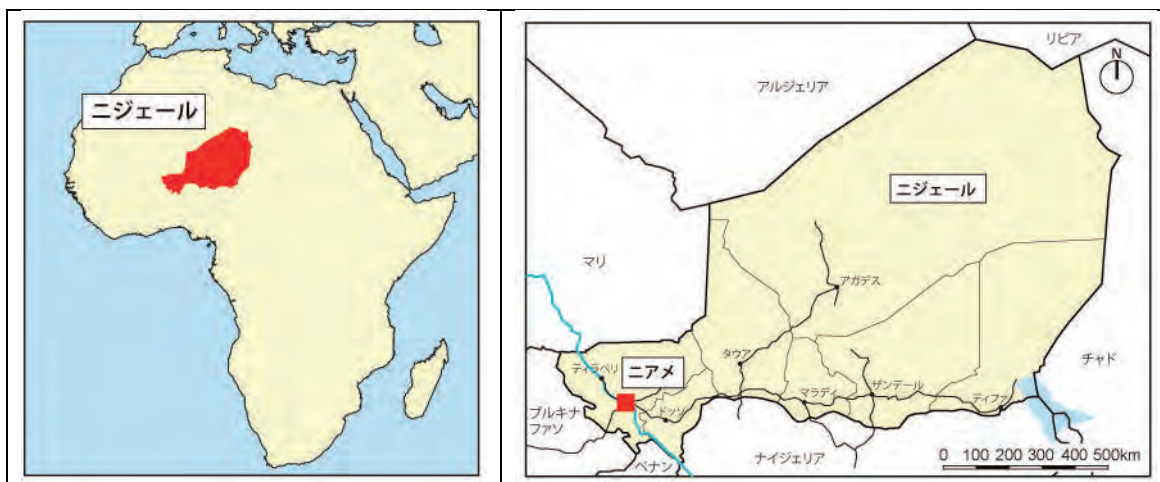 ニジェール
リビア
N
アルジェリア
ニジェール
マリ
アガデス
チャド
タウア
ティラベリ
ニアメ
ザンデール
マラディ
ディファ
ドッソ
ブルキナ
ファソ
ナイジェリア
ベナン
0 100 200 300 400 500km